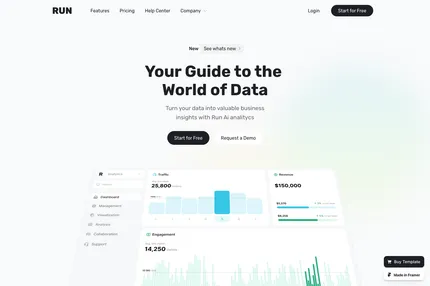 RUN
Features
Pricing
Help Center
Company
Login
Start for Free
New
See whats new
Your Guide to the
World of Data
Turn your data into valuable business
insights with Run Ai analitycs
Start for Free
Request a Demo
Dashboard
Management
Visualization
Analysis
Collaboration
Support
Traffic
25,800
Revenue
$150,000
Engagement
14,250
Buy Template
Made in Framer